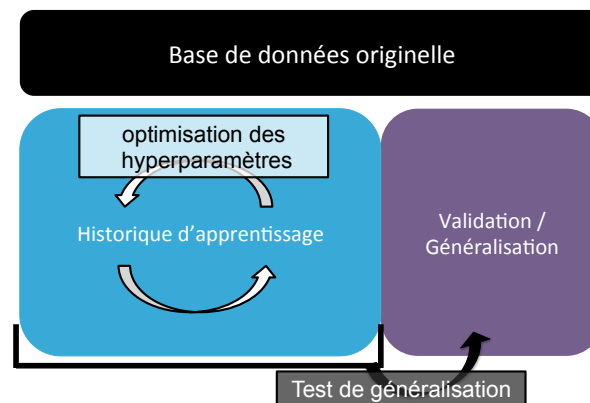 Base de données originelle
optimisation des
hyperparamètres
Historique d'apprentissage
Validation /
Généralisation
Test de généralisation